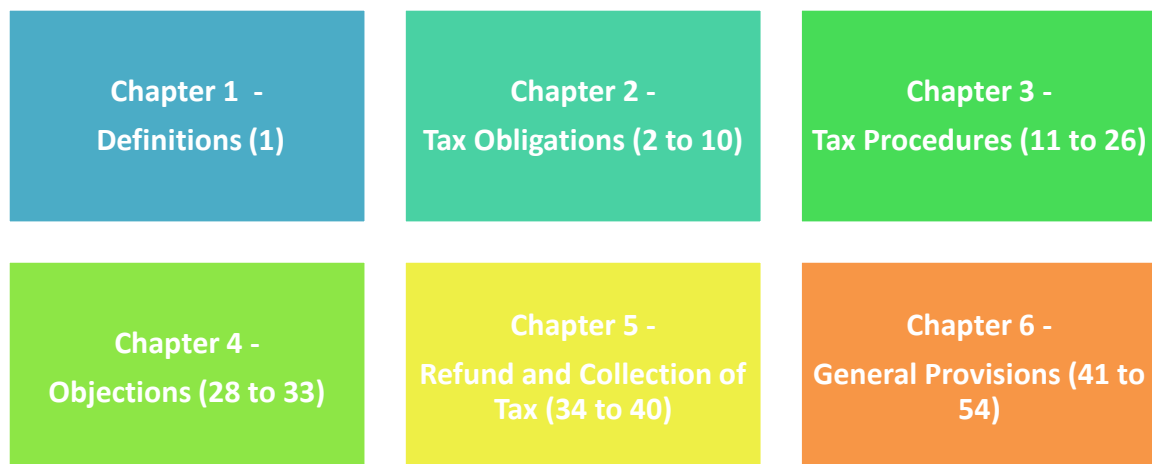 Chapter 1 -
Definitions (1)
Chapter 2 -
Tax Obligations (2 to 10)
Chapter 3 -
Tax Procedures (11 to 26)
Chapter 4 -
Objections (28 to 33)
Chapter 5 -
Refund and Collection of
Tax (34 to 40)
Chapter 6 -
General Provisions (41 to
54)